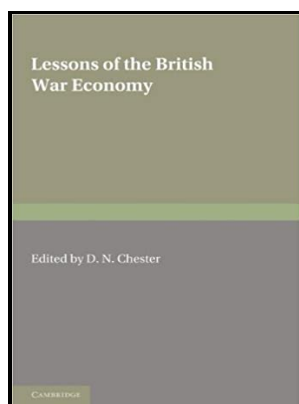 Lessons of the British
War Economy
Edited by D. N. Chester
CAMBRIDGE